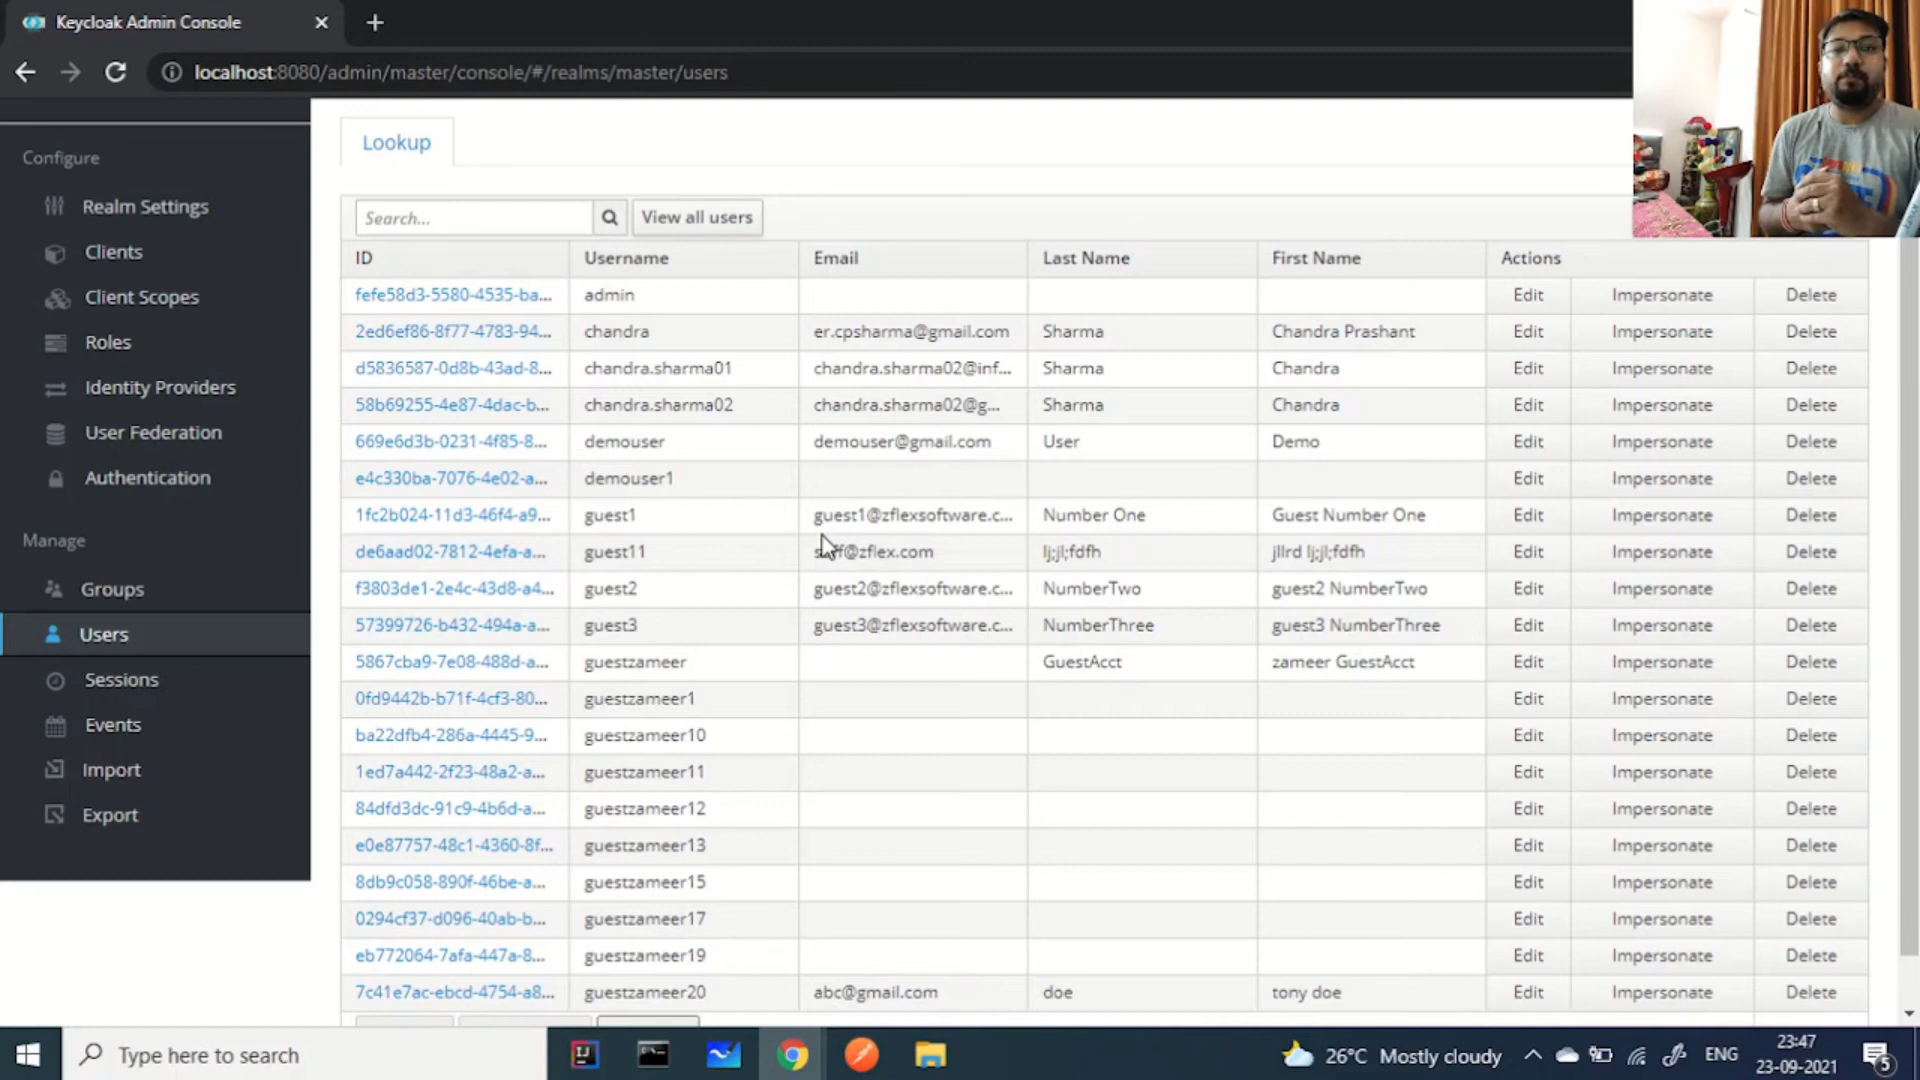 Keycloak Admin Console
localhost:8080/admin/master/console/#/realms/master/users
Configure
Realm Settings
Clients
Client Scopes
Roles
Identity Providers
User Federation
Authentication
Manage
Groups
Users
Sessions
Events
Import
Export
Lookup
Search...
View all users
ID Username Email Last Name First Name Actions
fefe58d3-5580-4535-ba... admin Edit Impersonate Delete
2ed6ef86-8f77-4783-94... chandra er.cpsharma@gmail.com Sharma Chandra Prashant Edit Impersonate Delete
d5836587-0d8b-43ad-8... chandra.sharma01 chandra.sharma02@inf... Sharma Chandra Edit Impersonate Delete
58b69255-4e87-4dac-b... chandra.sharma02 chandra.sharma02@g... Sharma Chandra Edit Impersonate Delete
669e6d3b-0231-4f85-8... demouser demouser@gmail.com User Demo Edit Impersonate Delete
e4c330ba-7076-4e02-a... demouser1 Edit Impersonate Delete
1fc2b024-11d3-46f4-a9... guest1 guest1@zflexsoftware.c... Number One Guest Number One Edit Impersonate Delete
de6aad02-7812-4efa-a... guest11 lj;jl;fdfh jllrd lj;jl;fdfh Edit Impersonate Delete
f3803de1-2e4c-43d8-a4... guest2 guest2@zflexsoftware.c... NumberTwo guest2 NumberTwo Edit Impersonate Delete
57399726-b432-494a-a... guest3 guest3@zflexsoftware.c... NumberThree guest3 NumberThree Edit Impersonate Delete
5867cba9-7e08-488d-a... guestzameer GuestAcct zameer GuestAcct Edit Impersonate Delete
0fd9442b-b71f-4cf3-80... guestzameer1 Edit Impersonate Delete
ba22dfb4-286a-4445-9... guestzameer10 Edit Impersonate Delete
1ed7a442-2f23-48a2-a... guestzameer11 Edit Impersonate Delete
84dfd3dc-91c9-4b6d-a... guestzameer12 Edit Impersonate Delete
e0e87757-48c1-4360-8f... guestzameer13 Edit Impersonate Delete
8db9c058-890f-46be-a... guestzameer15 Edit Impersonate Delete
0294cf37-d096-40ab-b... guestzameer17 Edit Impersonate Delete
eb772064-7afa-447a-8... guestzameer19 Edit Impersonate Delete
7c41e7ac-ebcd-4754-a8... guestzameer20 abc@gmail.com doe tony doe Edit Impersonate Delete
Type here to search
26°C Mostly cloudy
ENG
23:47
23-09-2021
5